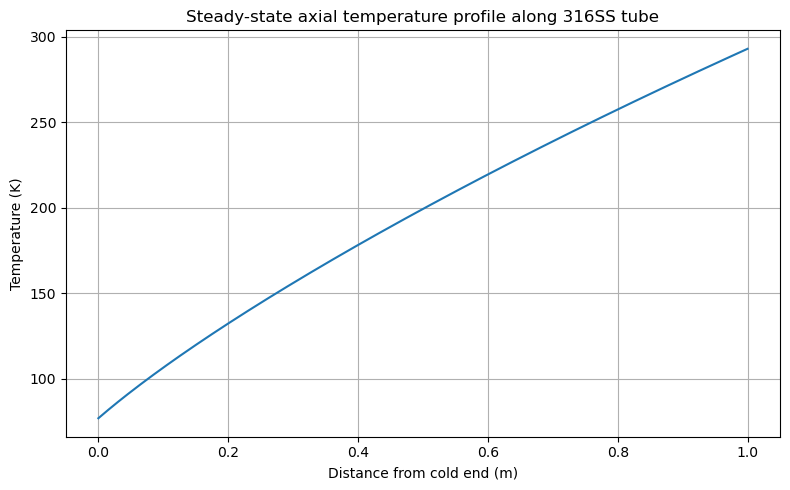 Steady-state axial temperature profile along 316SS tube
300
250
200
150
100
Temperature (K)
0.0 0.2 0.4 0.6 0.8 1.0
Distance from cold end (m)